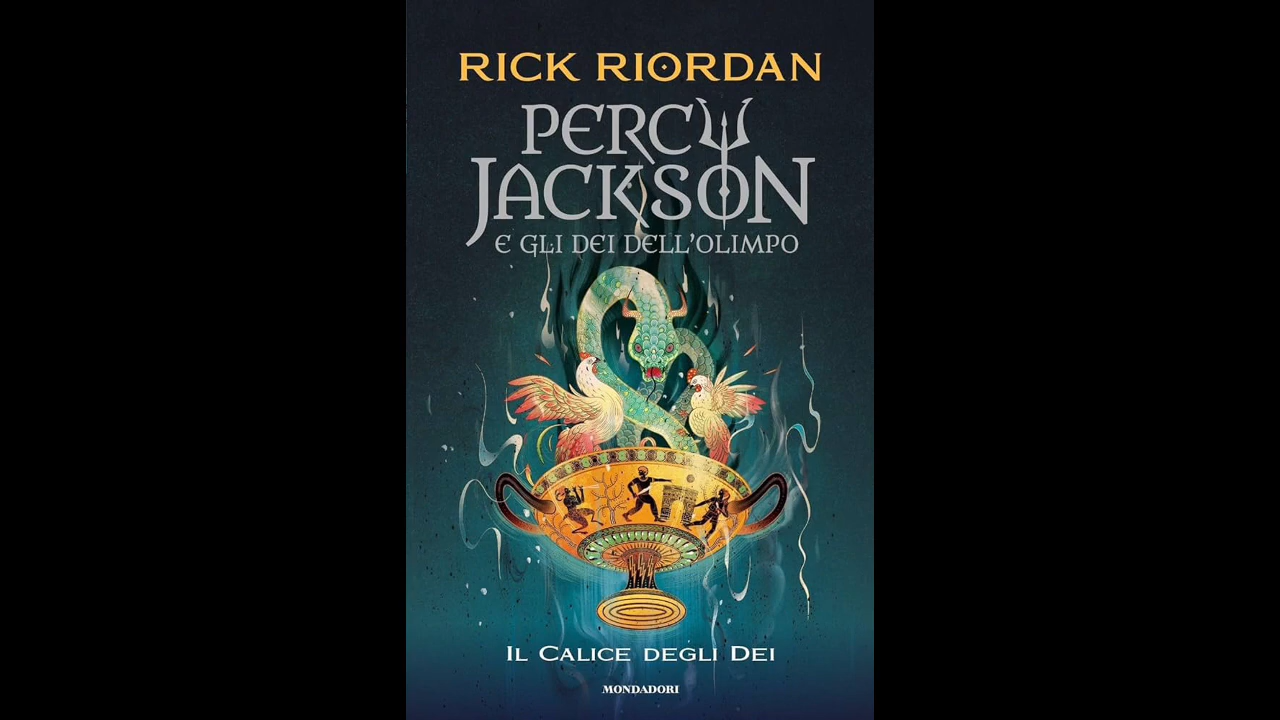 RICK RIORDAN
PERCY
JACKSON
E GLI DEI DELL'OLIMPO
IL CALICE DEGLI DEI
MONDADORI